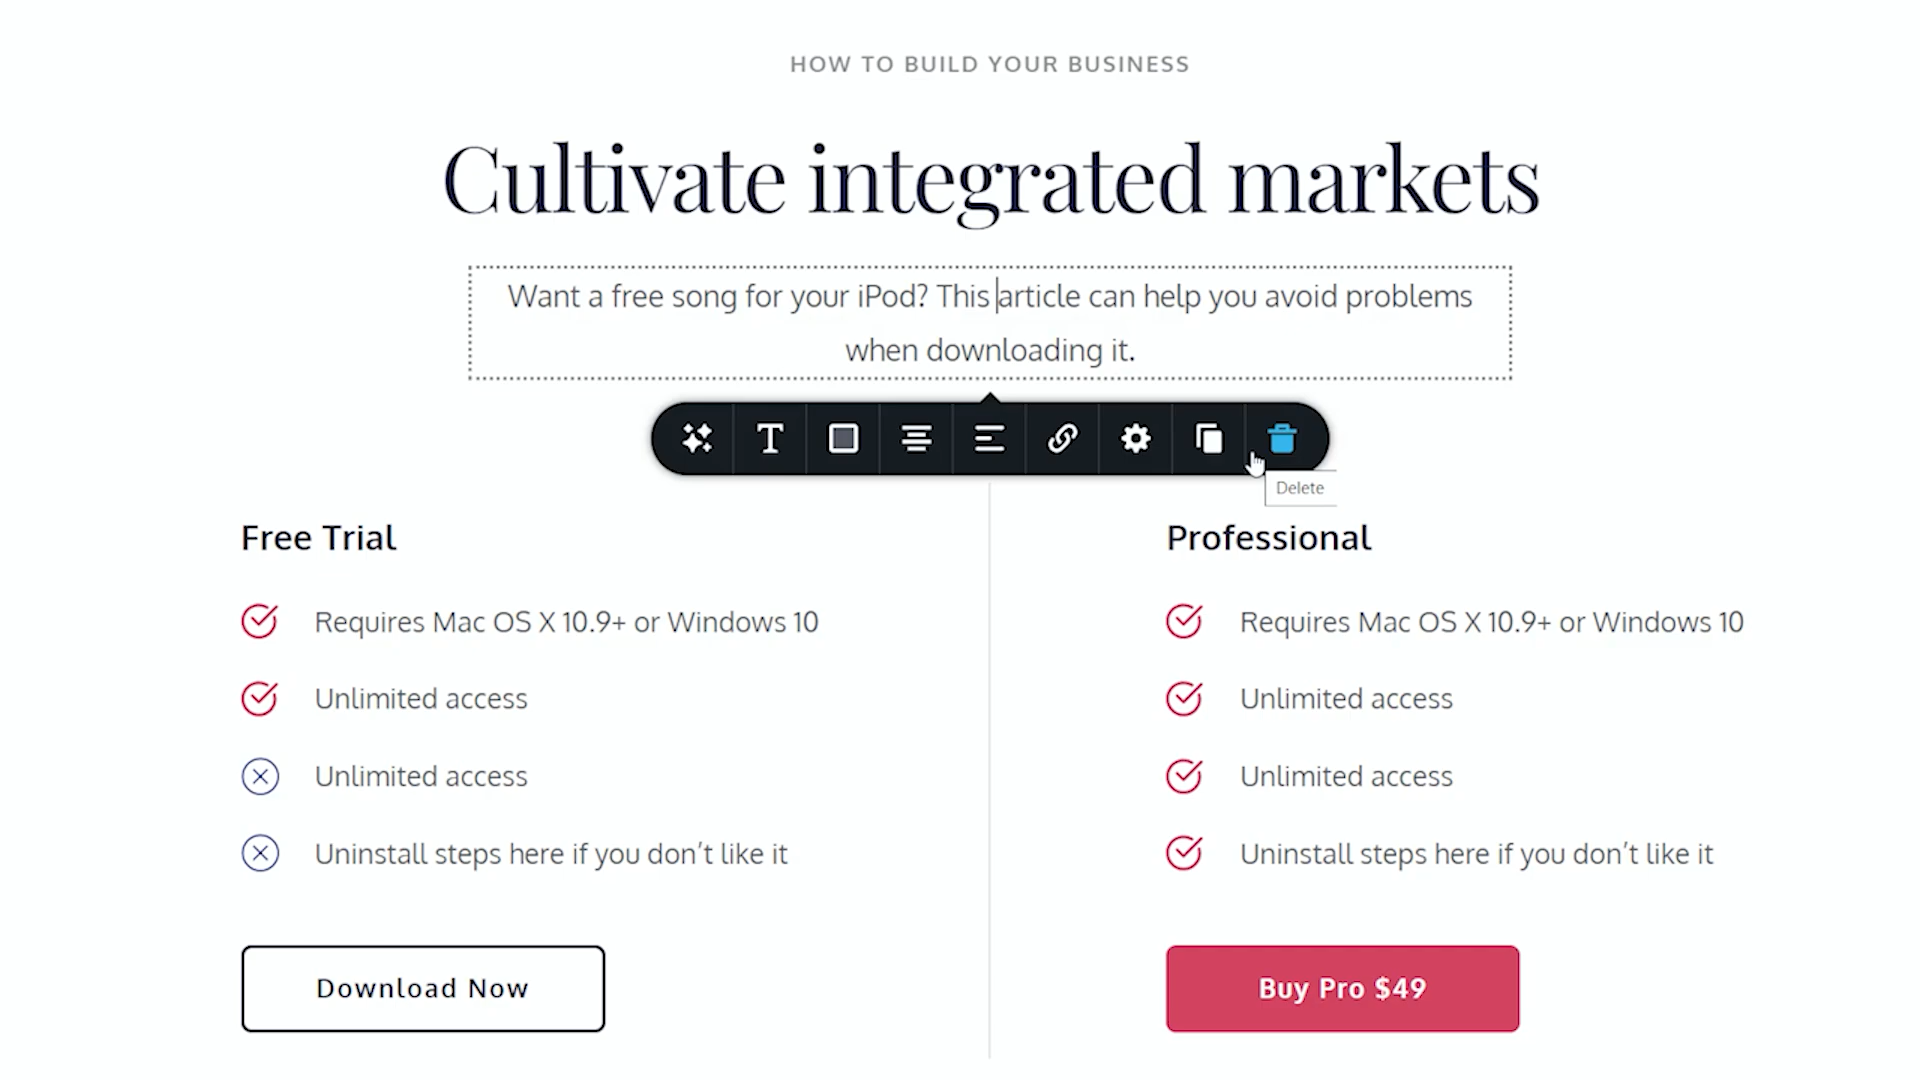 HOW TO BUILD YOUR BUSINESS
Cultivate integrated markets
Want a free song for your iPod? This article can help you avoid problems
when downloading it.
Delete
Free Trial
Requires Mac OS X 10.9+ or Windows 10
Unlimited access
Unlimited access
Uninstall steps here if you don’t like it
Download Now
Professional
Requires Mac OS X 10.9+ or Windows 10
Unlimited access
Unlimited access
Uninstall steps here if you don’t like it
Buy Pro $49